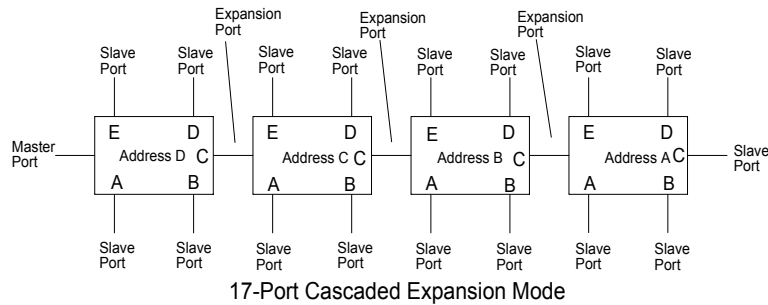 Expansion
Port
Expansion
Port
Expansion
Port
Slave
Port
Slave
Port
Slave
Port
Slave
Port
Slave
Port
Slave
Port
Slave
Port
Slave
Port
E D
E D
E D
E D
Master
Port
Address D C
Address C C
Address B C
Address A C
Slave
Port
A B
A B
A B
A B
Slave
Port
Slave
Port
Slave
Port
Slave
Port
Slave
Port
Slave
Port
Slave
Port
Slave
Port
17-Port Cascaded Expansion Mode